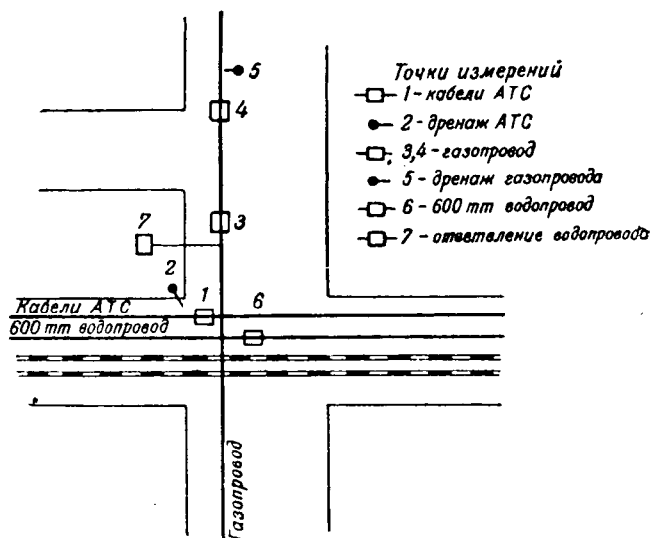 5
4
3
7
2
1
6
Кабели АТС
600 mm водопровод
Газопровод
Точки измерений
1-кабели АТС
2-дренаж АТС
3,4-газопровод
5-дренаж газопровода
6-600 mm водопровод
7-ответвление водопровода